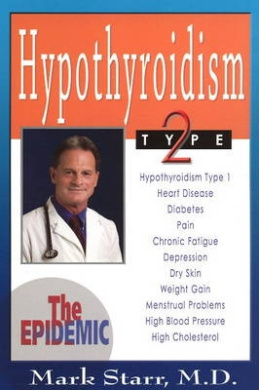 Hypothyroidism
TYPE
2
Hypothyroidism Type 1
Heart Disease
Diabetes
Pain
Chronic Fatigue
Depression
Dry Skin
Weight Gain
Menstrual Problems
High Blood Pressure
High Cholesterol
The
EPIDEMIC
Mark Starr, M.D.